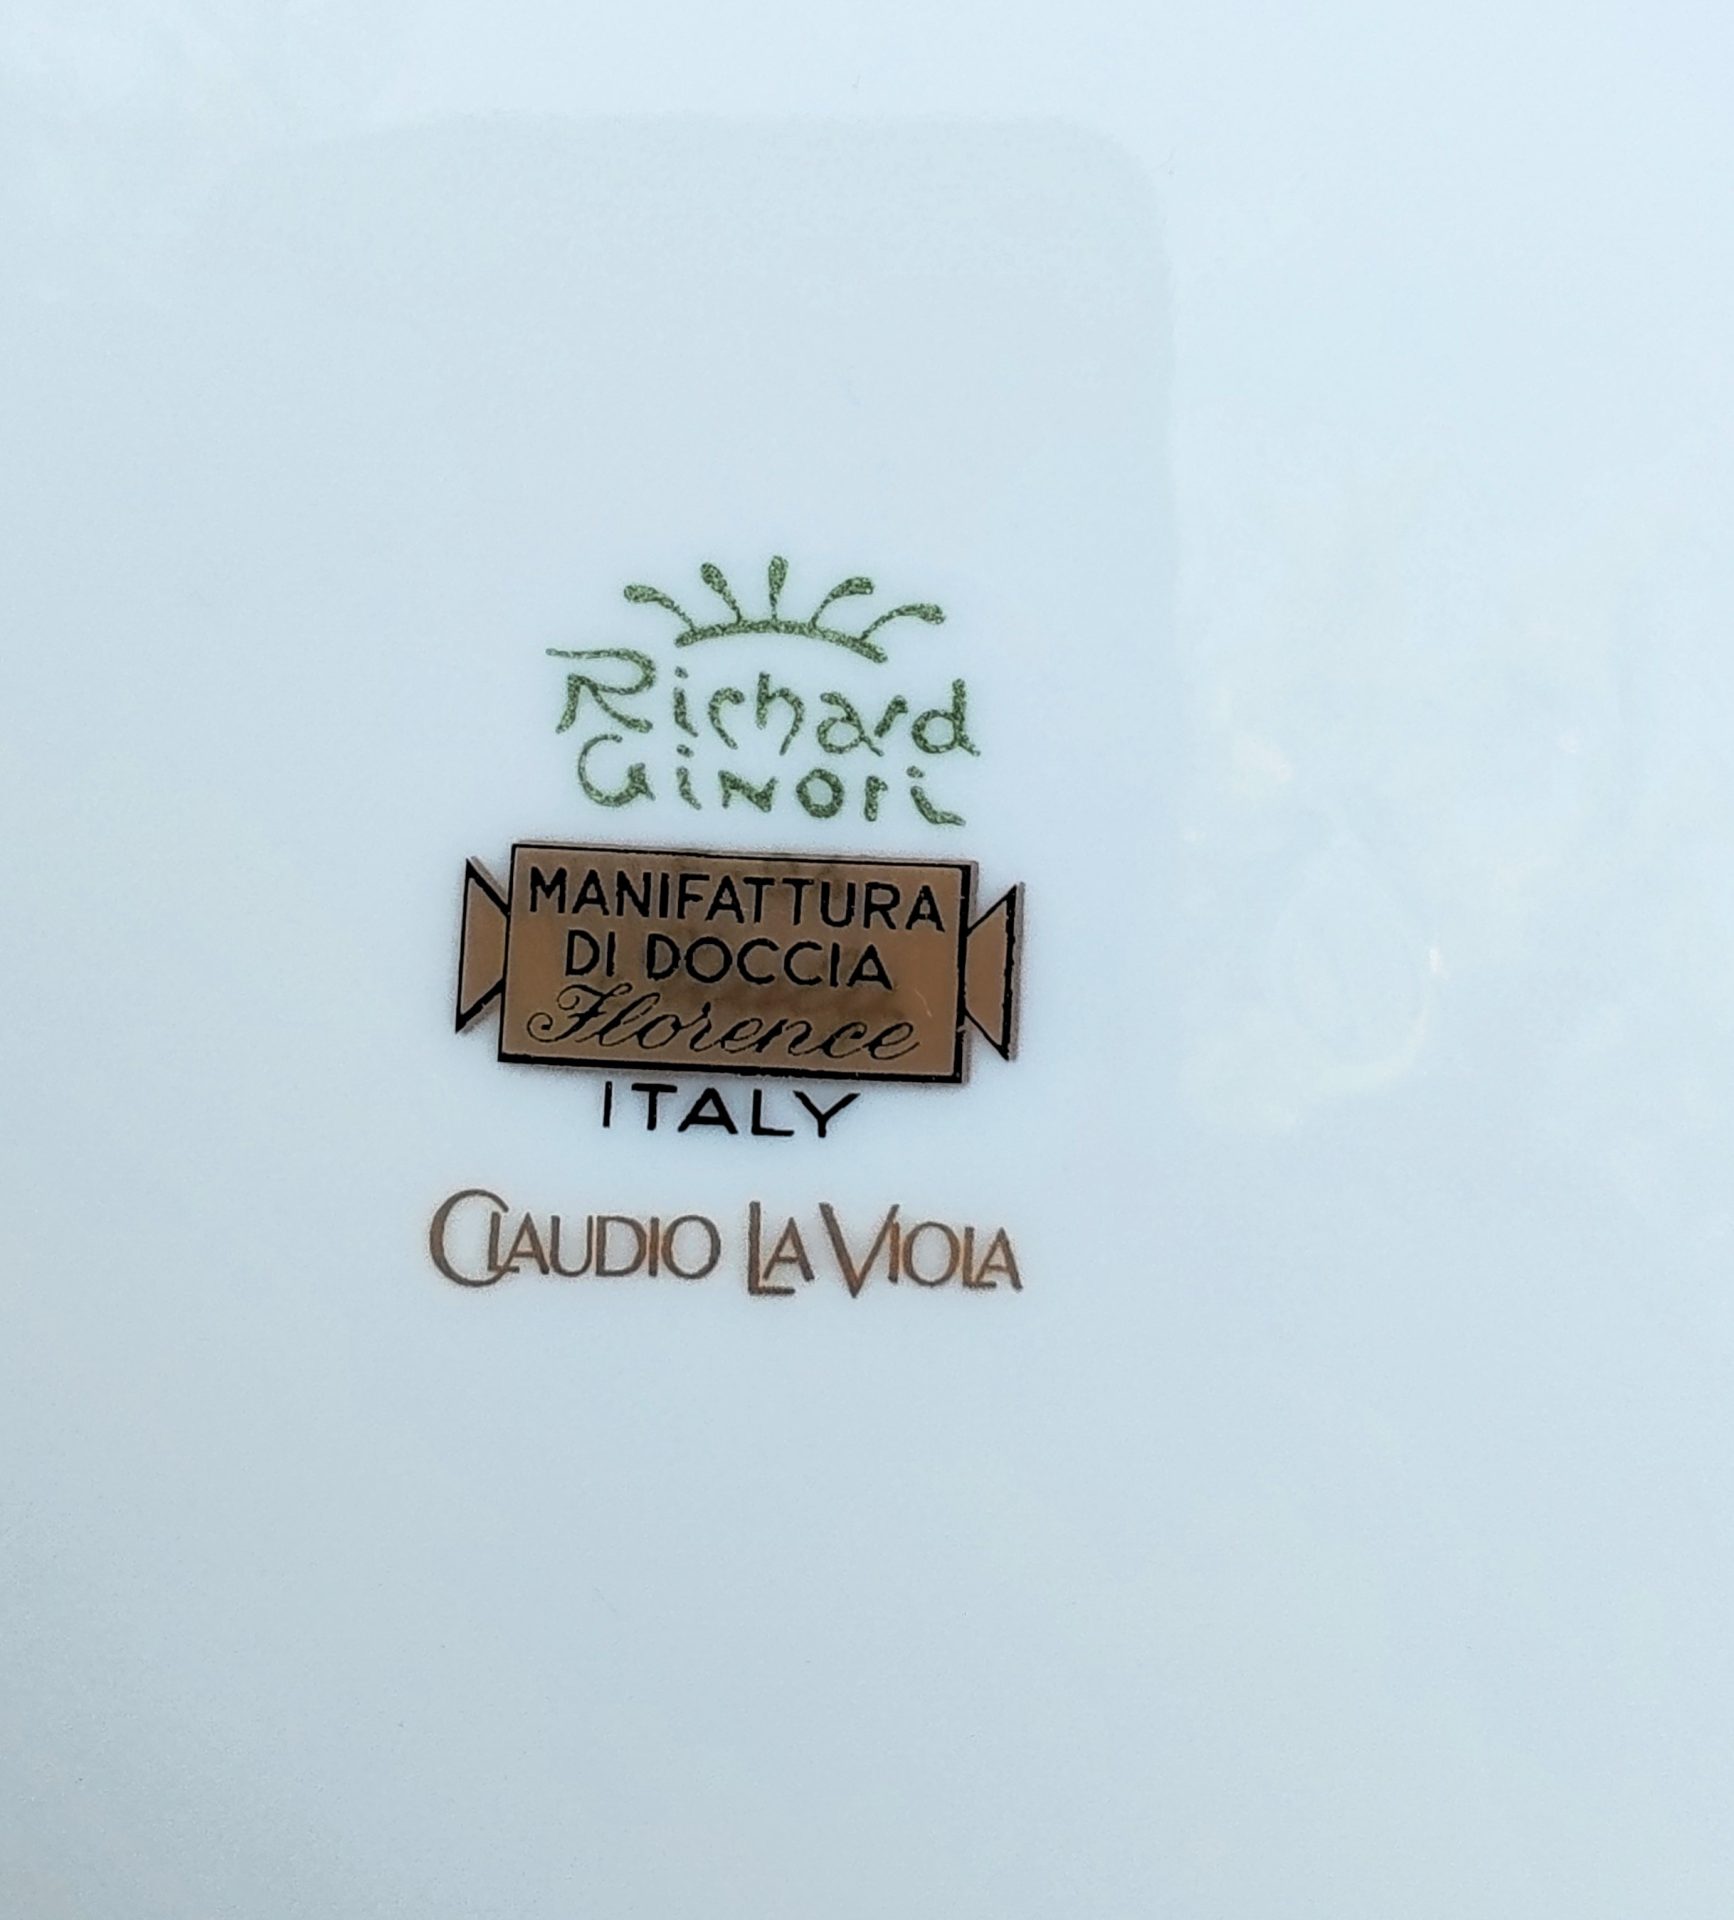 Richard
Ginori
MANIFATTURA
DI DOCCIA
Florence
ITALY
CLAUDIO LA VIOLA